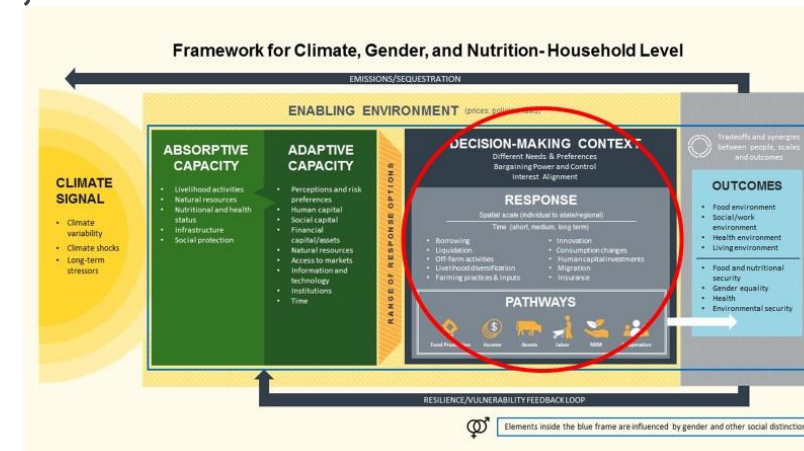 Framework for Climate, Gender, and Nutrition- Household Level
EMISSIONS/SEQUESTRATION
ENABLING ENVIRONMENT (prices, policies
CLIMATE
SIGNAL
• Climate
variability
• Climate shocks
• Long-term
stressors
ABSORPTIVE
CAPACITY
• Livelihood activities
• Natural resources
• Nutritional and health
status
• Infrastructure
• Social protection
ADAPTIVE
CAPACITY
• Perceptions and risk
preferences
• Human capital
• Social capital
• Financial
capital/assets
• Natural resources
• Access to markets
• Information and
technology
• Institutions
• Time
RANGE OF RESPONSE OPTIONS
DECISION-MAKING CONTEXT
Different Needs & Preferences
Bargaining Power and Control
Interest Alignment
RESPONSE
Spatial scale (individual to state/regional)
Time (short, medium, long term)
• Borrowing
• Liquidation
• Off-farm activities
• Livelihood diversification
• Farming practices & inputs
• Innovation
• Consumption changes
• Human capital investments
• Migration
• Insurance
PATHWAYS
Food Production Income Assets Labor NRM Cooperation
Tradeoffs and synergies
between people, scales
and outcomes
OUTCOMES
• Food environment
• Social/work
environment
• Health environment
• Living environment
• Food and nutritional
security
• Gender equality
• Health
• Environmental security
RESILIENCE/VULNERABILITY FEEDBACK LOOP
Elements inside the blue frame are influenced by gender and other social distinction